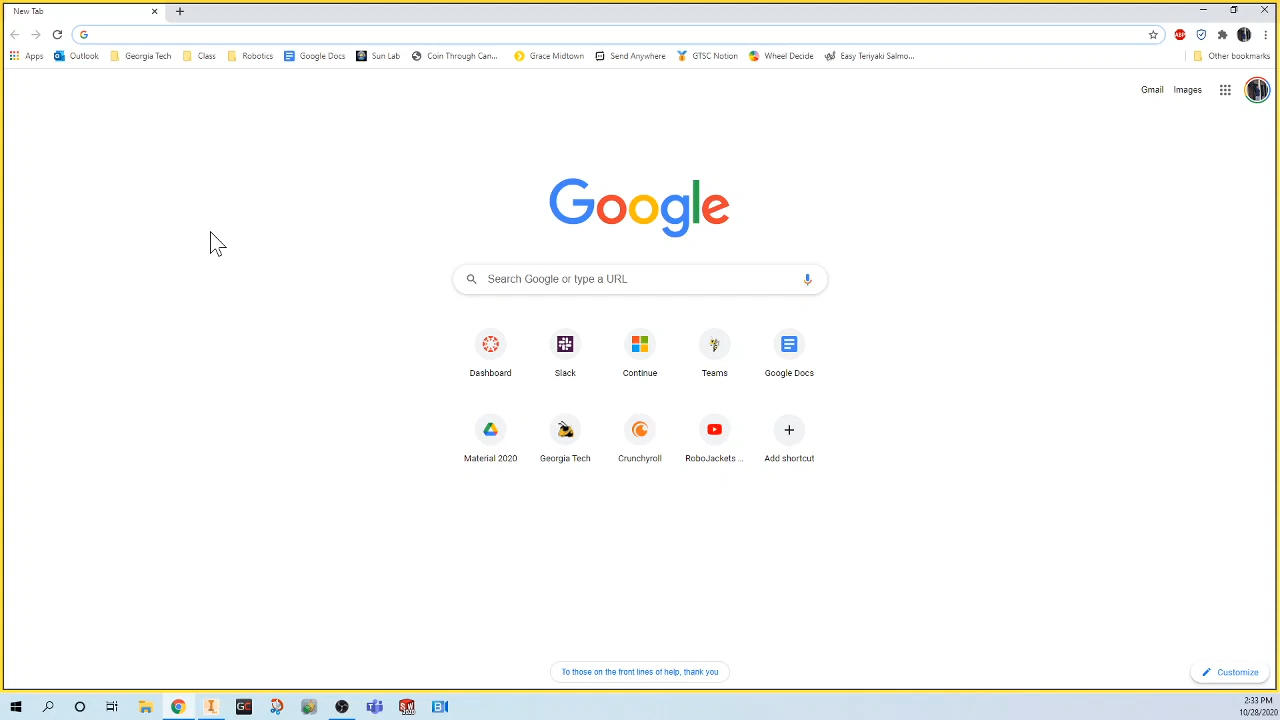 New Tab
Apps Outlook Georgia Tech Class Robotics Google Docs Sun Lab Coin Through Can... Grace Midtown Send Anywhere GTSC Notion Wheel Decide Easy Teriyaki Salmo... Other bookmarks
Gmail Images
Google
Search Google or type a URL
Dashboard Slack Continue Teams Google Docs
Material 2020 Georgia Tech Crunchyroll RoboJackets ... Add shortcut
To those on the front lines of help, thank you
Customize
2:33 PM
10/28/2020